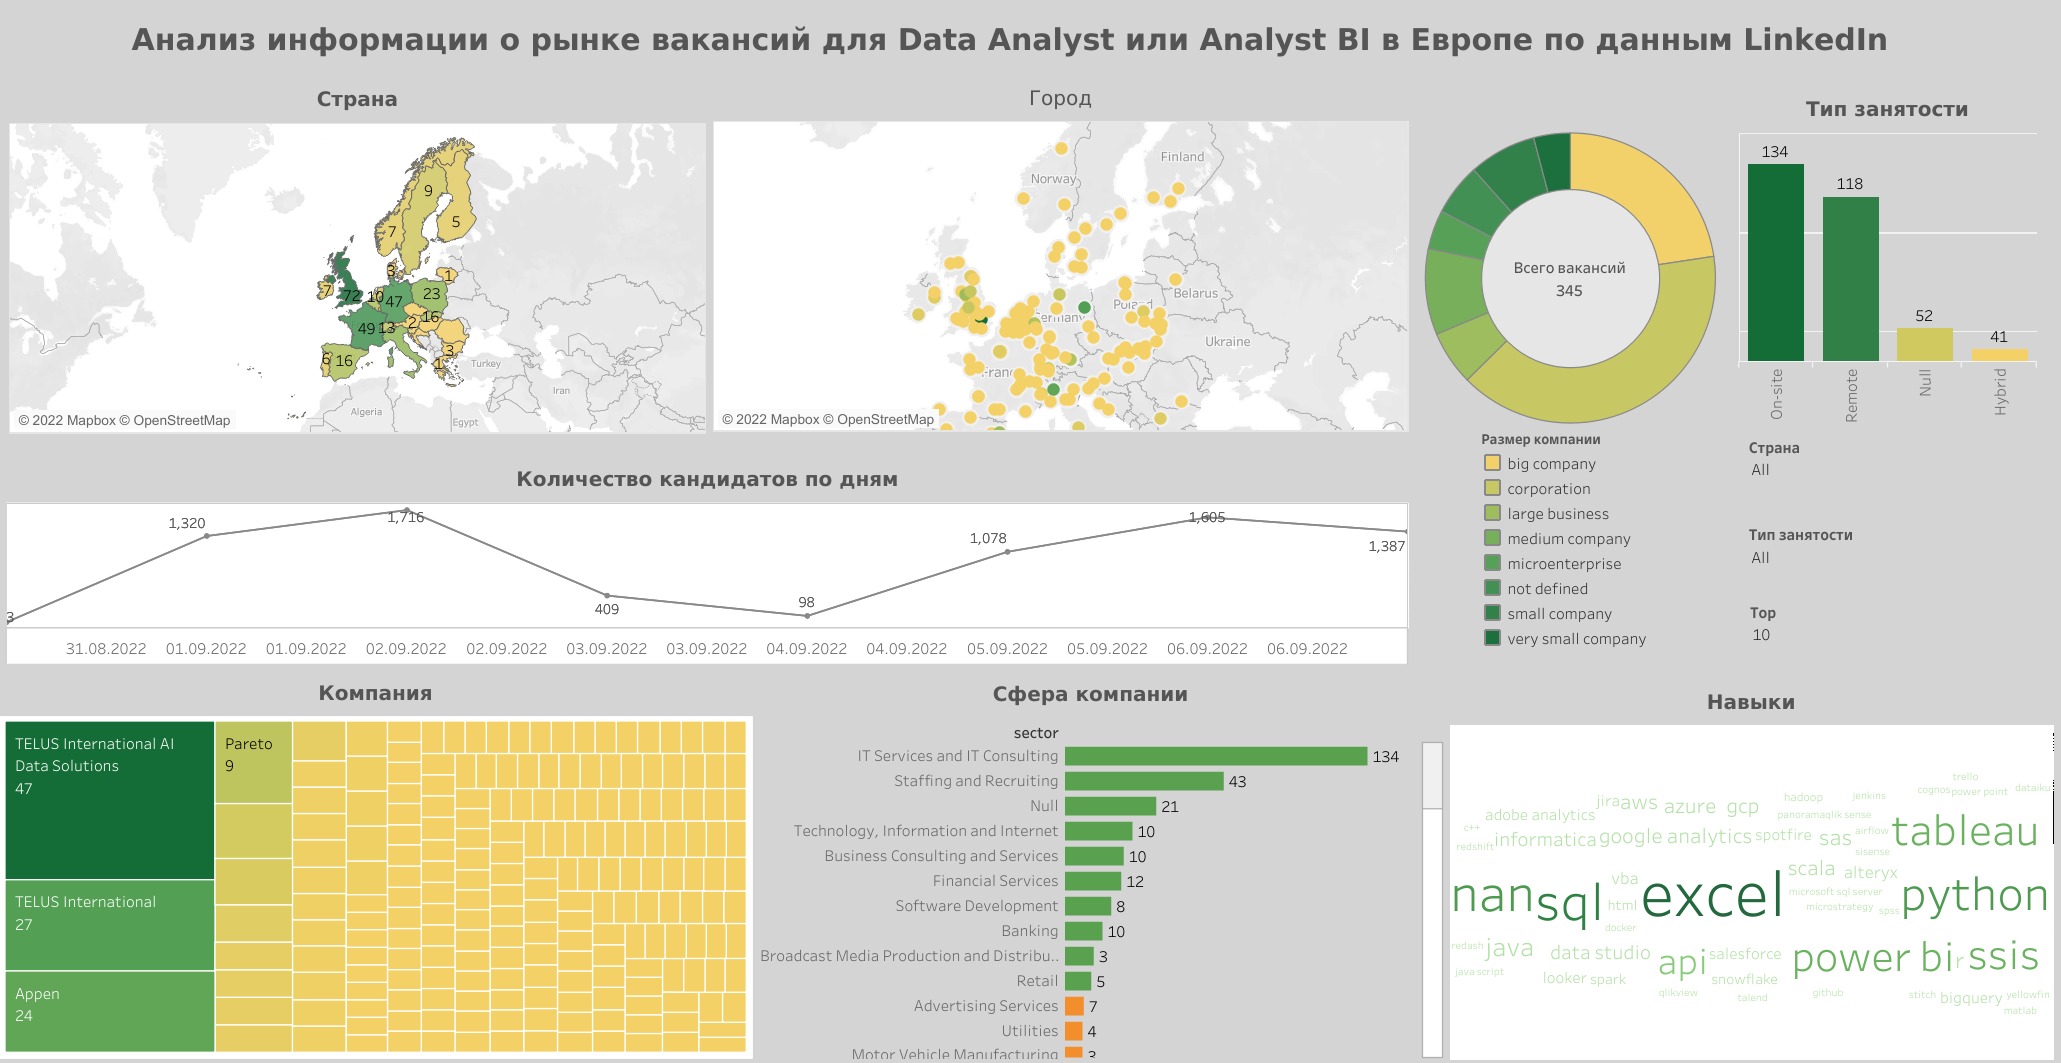 Анализ информации о рынке вакансий для Data Analyst или Analyst BI в Европе по данным LinkedIn
Страна
9
7
5
3
1
7
72
10
47
23
49
13
2
16
6
16
3
1
Turkey
Iran
Algeria
Egypt
© 2022 Mapbox © OpenStreetMap
Город
Finland
Norway
Belarus
Poland
Ukraine
© 2022 Mapbox © OpenStreetMap
Всего вакансий
345
Тип занятости
134
118
52
41
On-site
Remote
Null
Hybrid
Размер компании
big company
corporation
large business
medium company
microenterprise
not defined
small company
very small company
Страна
All
Тип занятости
All
Top
10
Количество кандидатов по дням
3
1,320
1,716
409
98
1,078
1,605
1,387
31.08.2022 01.09.2022 01.09.2022 02.09.2022 02.09.2022 03.09.2022 03.09.2022 04.09.2022 04.09.2022 05.09.2022 05.09.2022 06.09.2022 06.09.2022
Компания
TELUS International AI
Data Solutions
47
TELUS International
27
Appen
24
Pareto
9
Сфера компании
sector
IT Services and IT Consulting 134
Staffing and Recruiting 43
Null 21
Technology, Information and Internet 10
Business Consulting and Services 10
Financial Services 12
Software Development 8
Banking 10
Broadcast Media Production and Distribu.. 3
Retail 5
Advertising Services 7
Utilities 4
Motor Vehicle Manufacturing 3
Навыки
trello
cognos power point dataiku
jira aws azure gcp hadoop jenkins
adobe analytics panorama qlik sense
c++ informatica google analytics spotfire sas airflow tableau
redshift sisense
scala alteryx
vba
nan sql html excel microsoft sql server python
microstrategy spss
docker
redash java data studio api salesforce power bi r ssis
java script looker spark snowflake
qlikview talend github stitch bigquery yellowfin
matlab